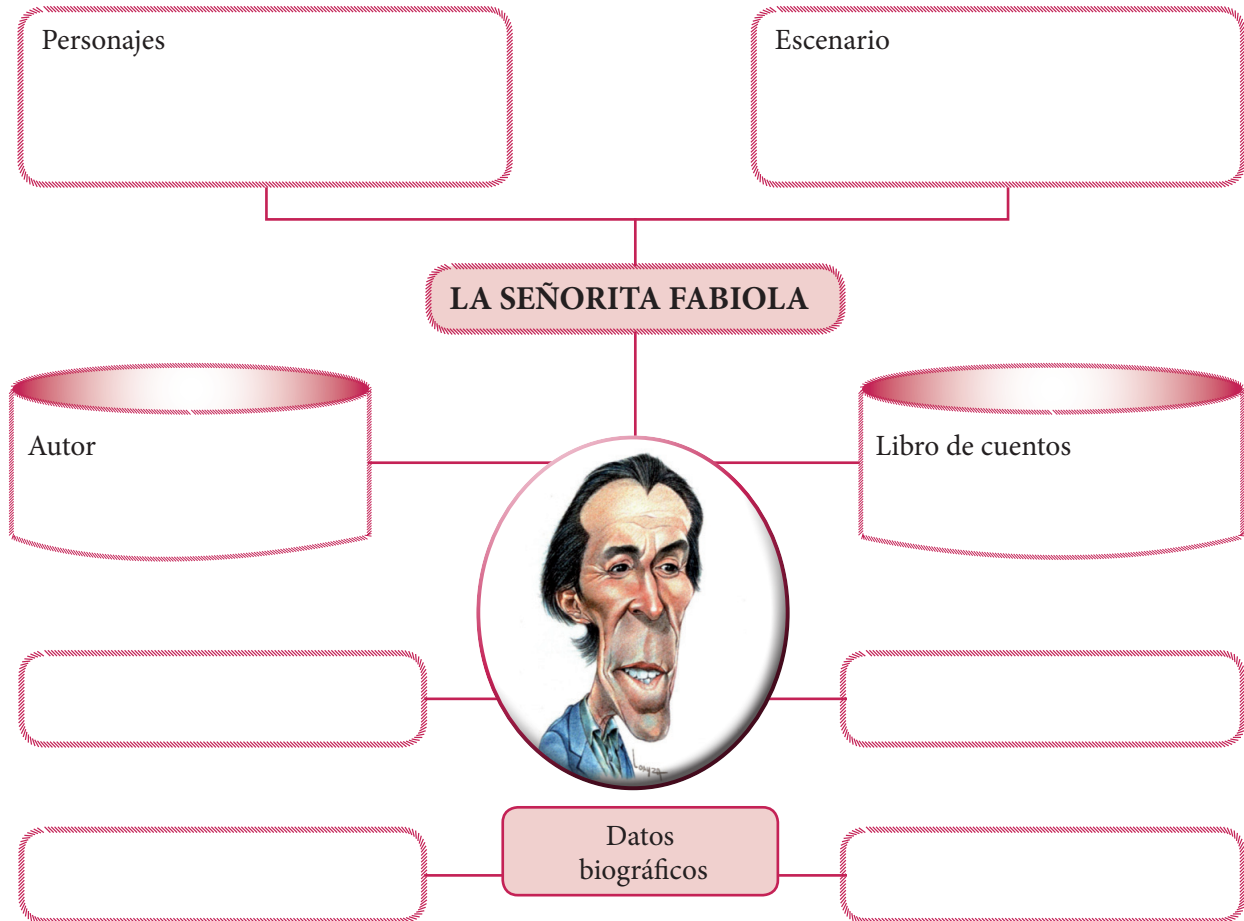 Personajes
Escenario
LA SEÑORITA FABIOLA
Autor
Libro de cuentos
Datos
biográficos